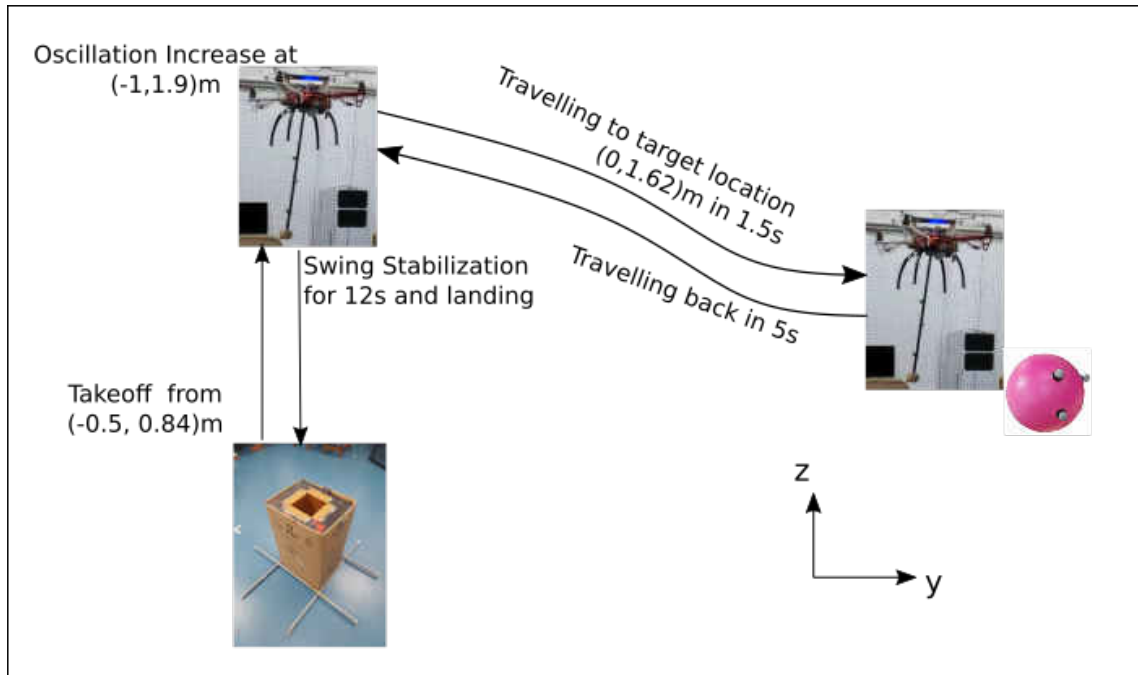 Oscillation Increase at
(-1,1.9)m
Travelling to target location
(0,1.62)m in 1.5s
Travelling back in 5s
Swing Stabilization
for 12s and landing
Takeoff from
(-0.5, 0.84)m
z
y